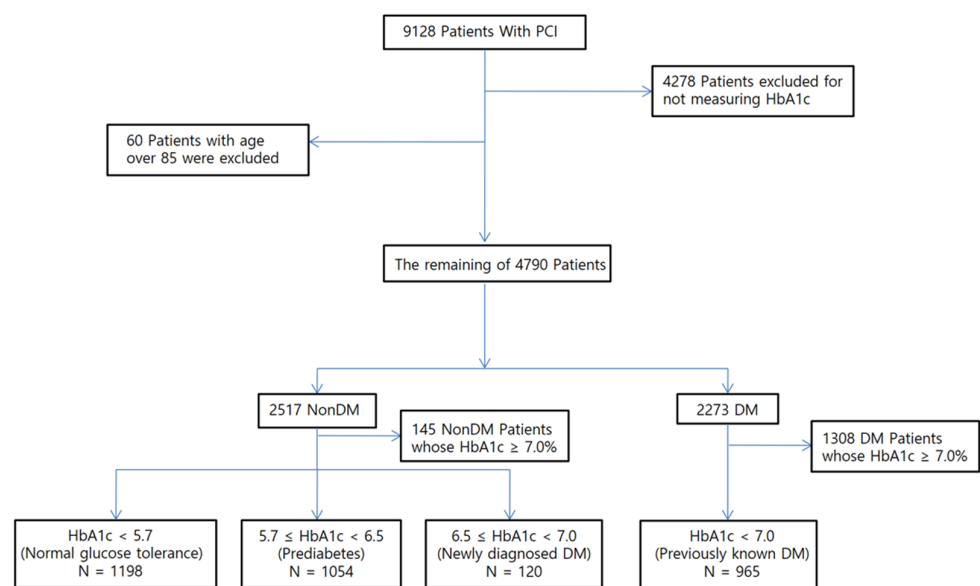 9128 Patients With PCI
4278 Patients excluded for
not measuring HbA1c
60 Patients with age
over 85 were excluded
The remaining of 4790 Patients
2517 NonDM
2273 DM
145 NonDM Patients
whose HbA1c ≥ 7.0%
1308 DM Patients
whose HbA1c ≥ 7.0%
HbA1c < 5.7
(Normal glucose tolerance)
N = 1198
5.7 ≤ HbA1c < 6.5
(Prediabetes)
N = 1054
6.5 ≤ HbA1c < 7.0
(Newly diagnosed DM)
N = 120
HbA1c < 7.0
(Previously known DM)
N = 965